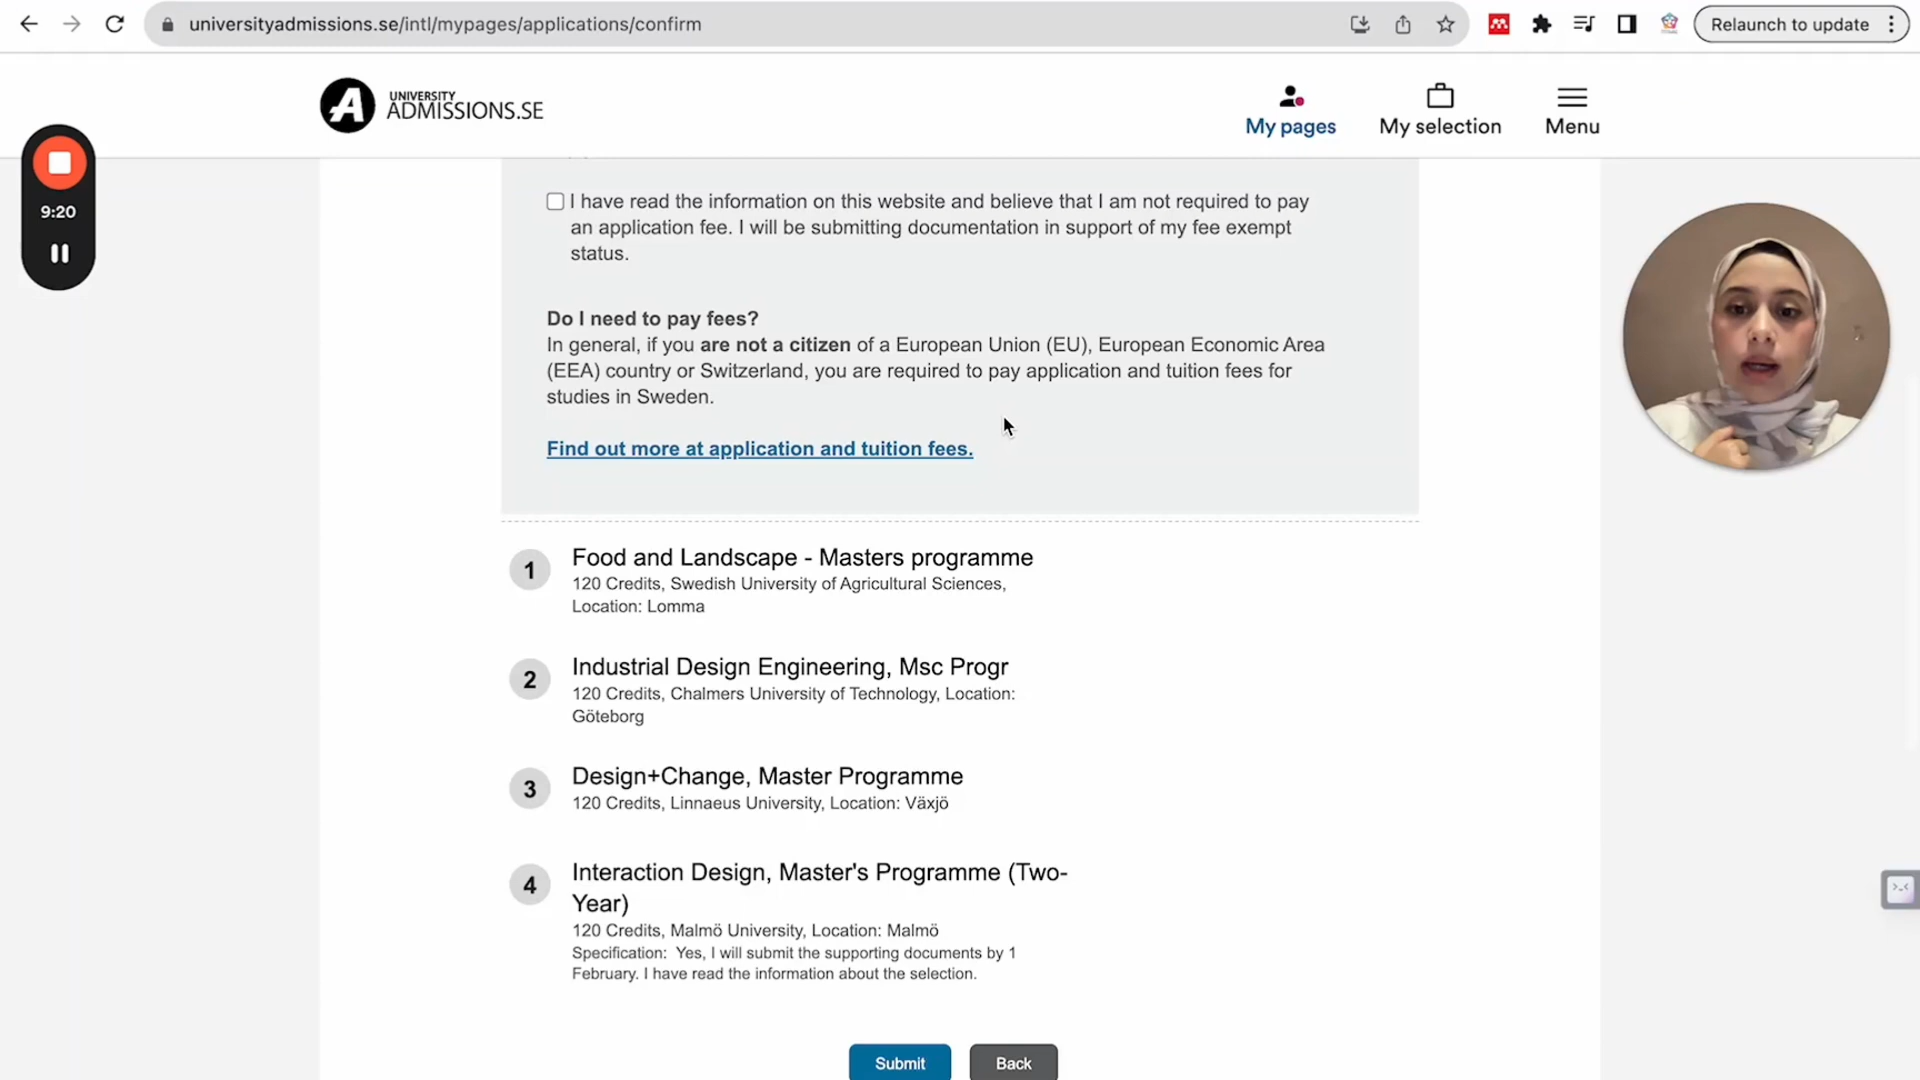 universityadmissions.se/intl/mypages/applications/confirm
Relaunch to update
UNIVERSITY
ADMISSIONS.SE
My pages
My selection
Menu
9:20
I have read the information on this website and believe that I am not required to pay
an application fee. I will be submitting documentation in support of my fee exempt
status.
Do I need to pay fees?
In general, if you are not a citizen of a European Union (EU), European Economic Area
(EEA) country or Switzerland, you are required to pay application and tuition fees for
studies in Sweden.
Find out more at application and tuition fees.
1
Food and Landscape - Masters programme
120 Credits, Swedish University of Agricultural Sciences,
Location: Lomma
2
Industrial Design Engineering, Msc Progr
120 Credits, Chalmers University of Technology, Location:
Göteborg
3
Design+Change, Master Programme
120 Credits, Linnaeus University, Location: Växjö
4
Interaction Design, Master's Programme (Two-
Year)
120 Credits, Malmö University, Location: Malmö
Specification: Yes, I will submit the supporting documents by 1
February. I have read the information about the selection.
Submit
Back